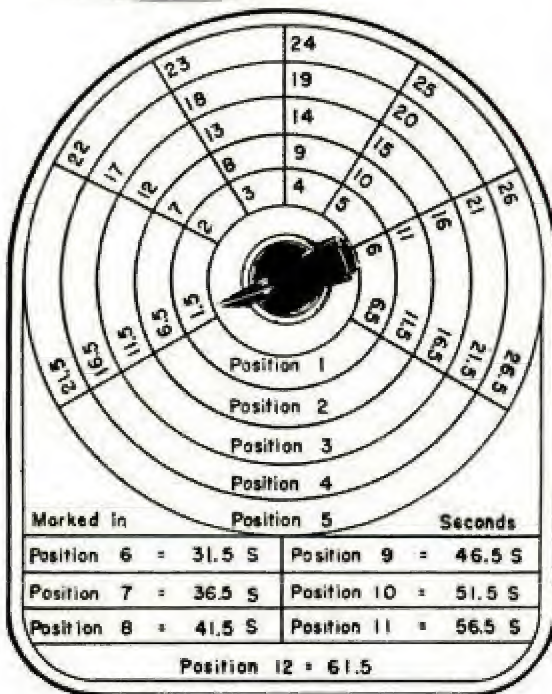 24
23 25
19
18 20
22 14 26
13 15
17 9 21
12 8 10 16
7 4 11
2 3 5 6
1.5 6.5
6.5 11.5
11.5 16.5
16.5 21.5
21.5 26.5
Position 1
Position 2
Position 3
Position 4
Marked in Position 5 Seconds
Position 6 = 31.5 S Position 9 = 46.5 S
Position 7 = 36.5 S Position 10 = 51.5 S
Position 8 = 41.5 S Position 11 = 56.5 S
Position 12 = 61.5